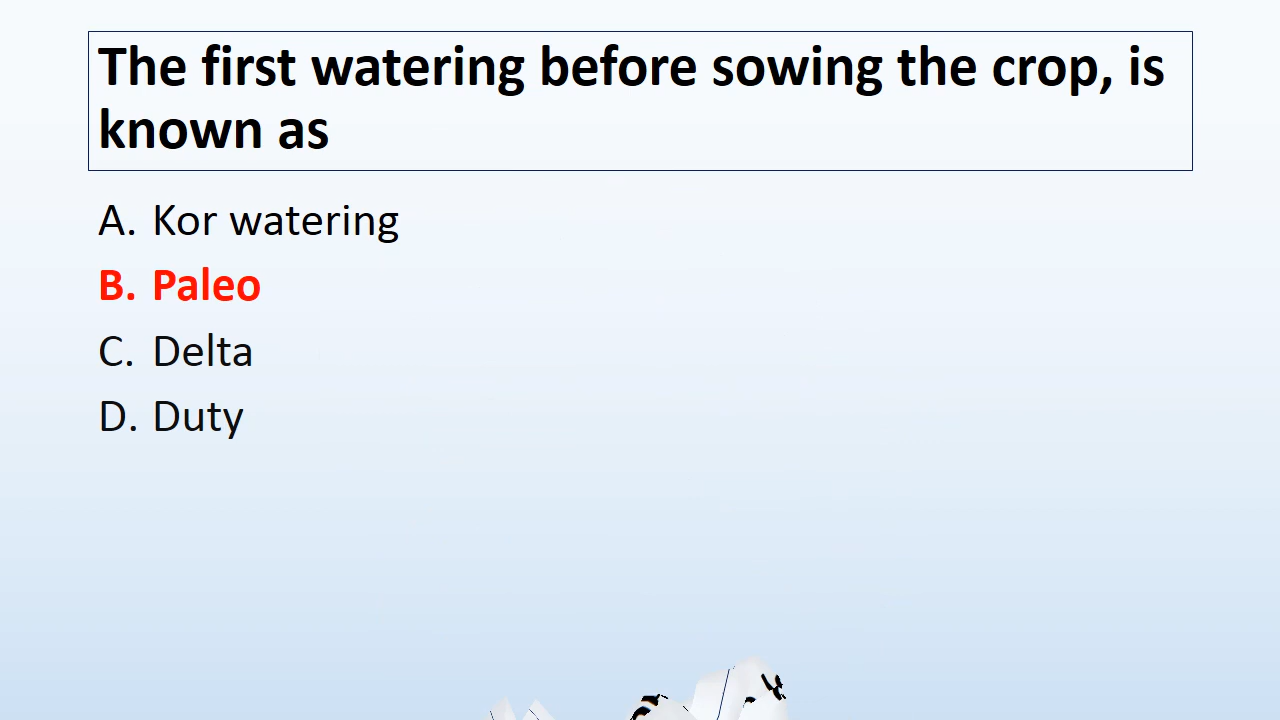 The first watering before sowing the crop, is
known as
A. Kor watering
B. Paleo
C. Delta
D. Duty